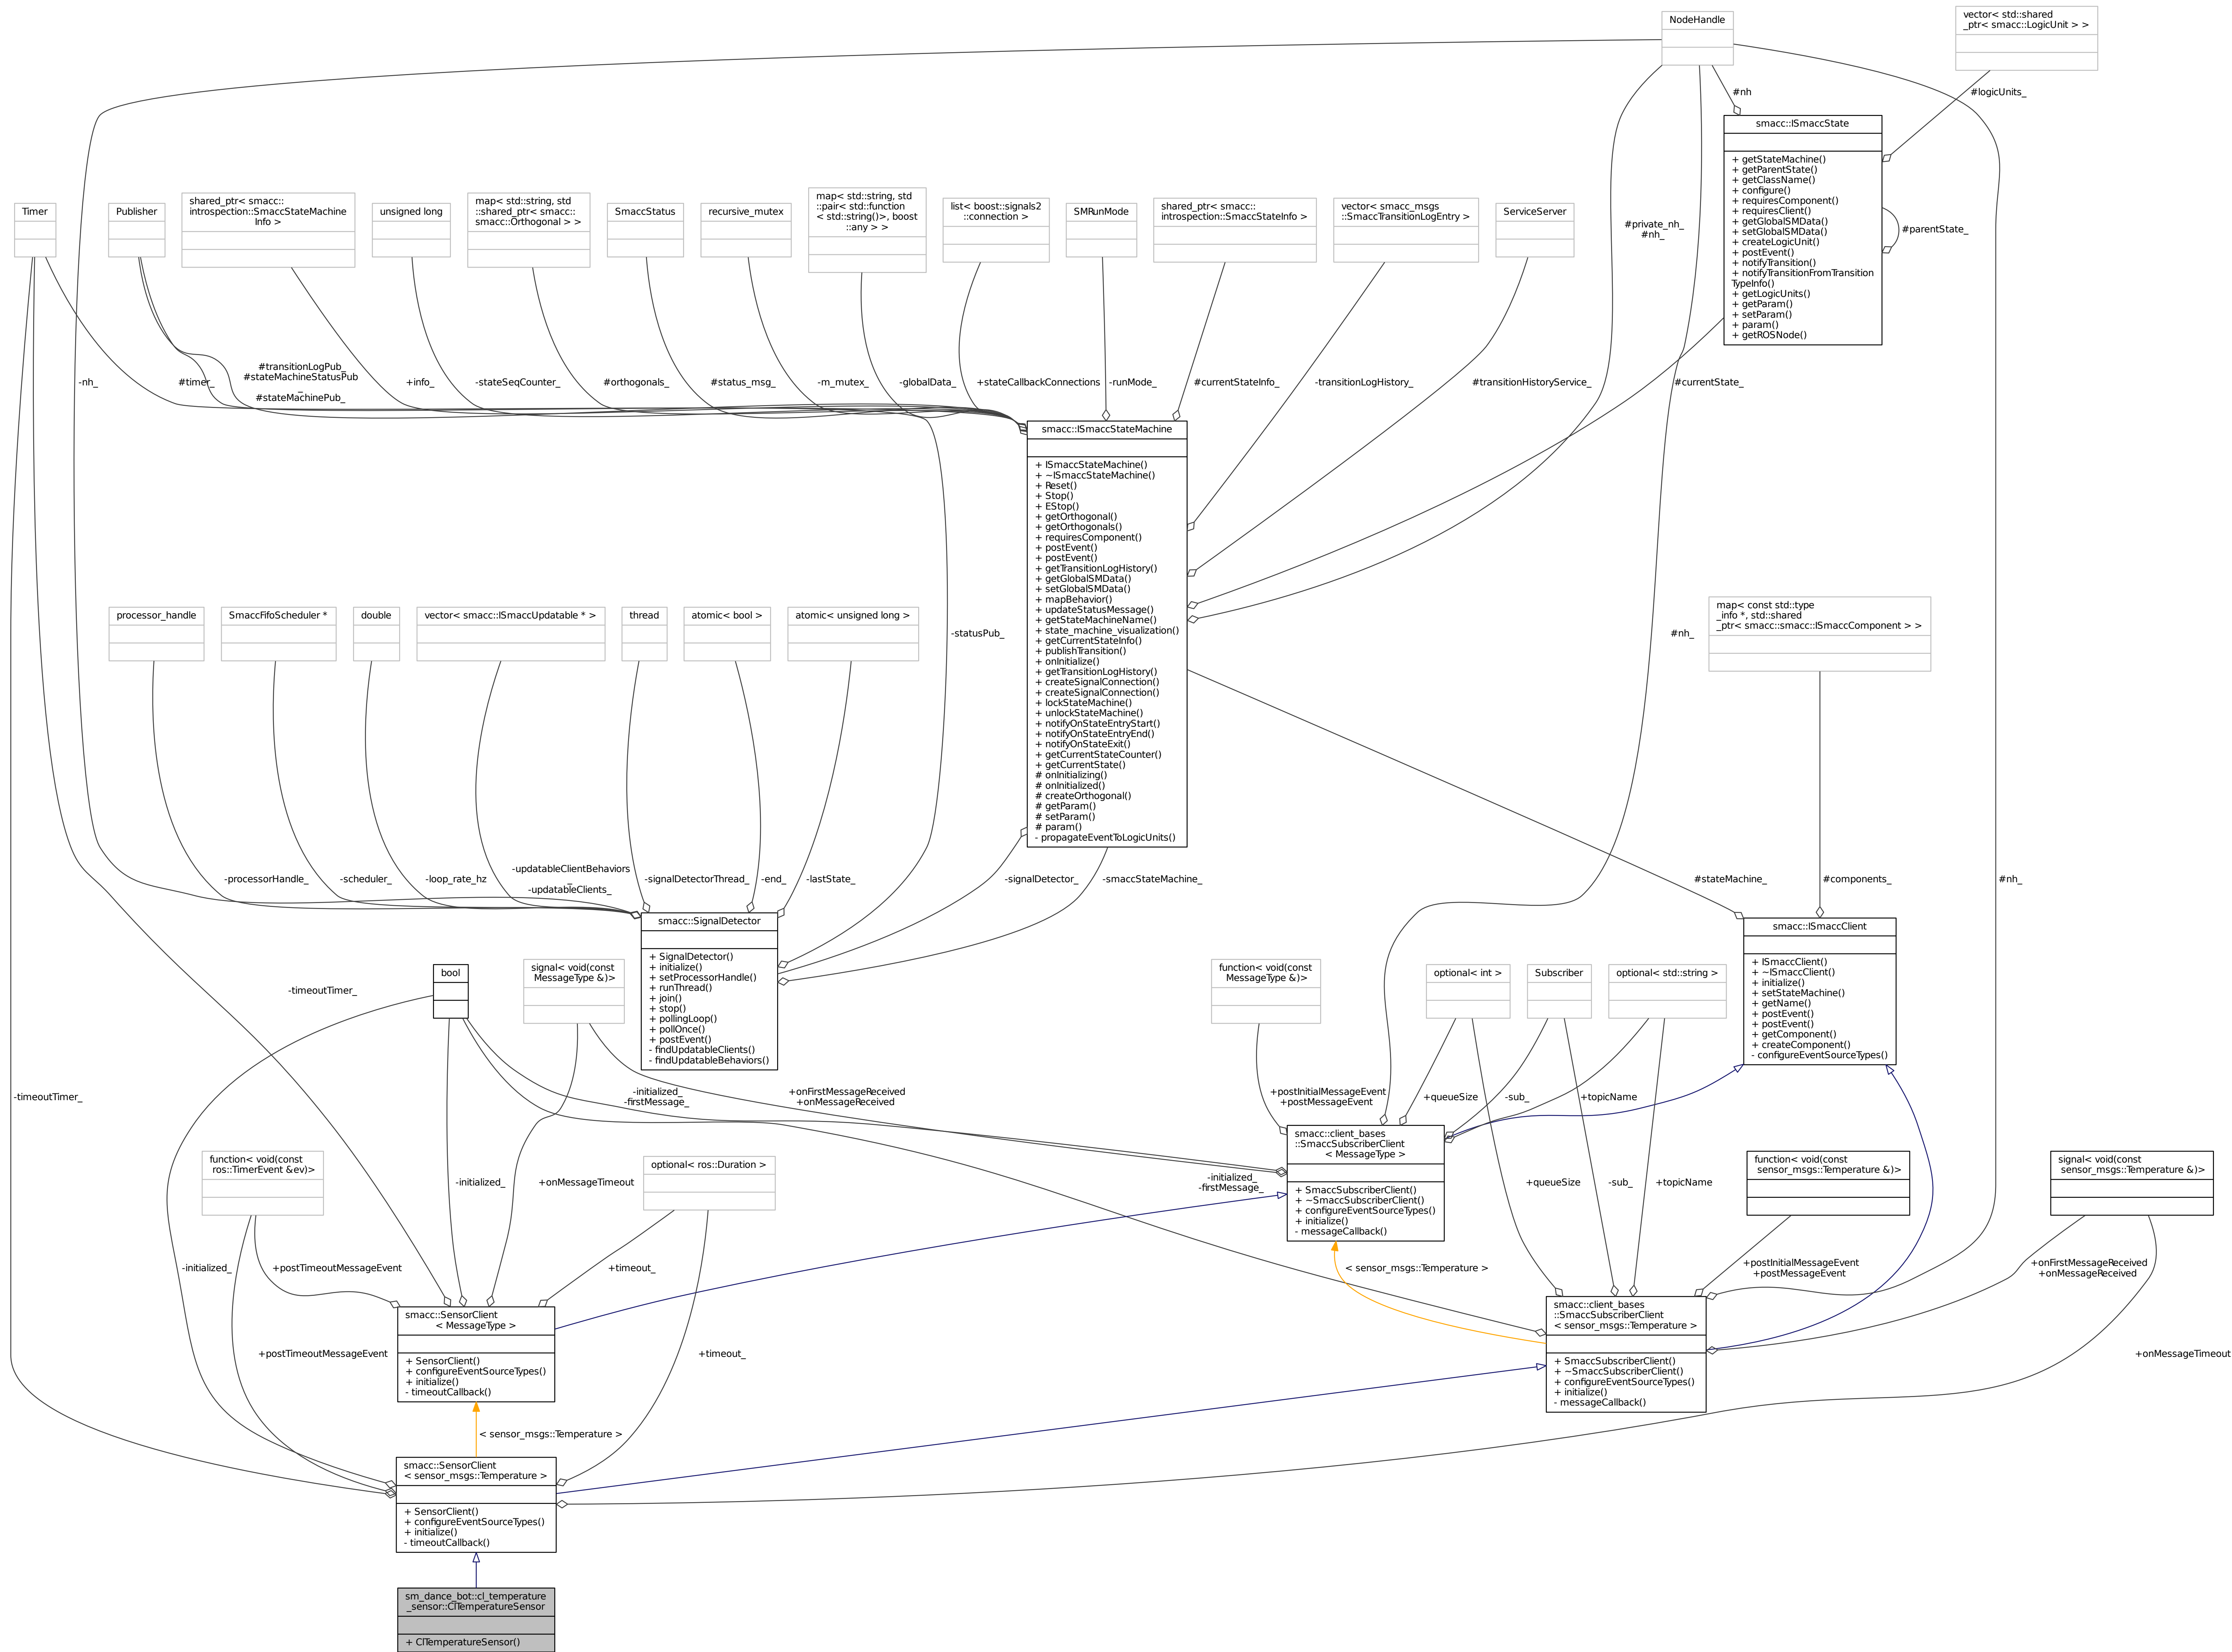 NodeHandle
vector< std::shared
_ptr< smacc::LogicUnit > >
#nh
#logicUnits_
smacc::ISmaccState
+ getStateMachine()
+ getParentState()
+ getClassName()
+ configure()
+ requiresComponent()
+ requiresClient()
+ getGlobalSMData()
+ setGlobalSMData()
+ createLogicUnit()
+ postEvent()
+ notifyTransition()
+ notifyTransitionFromTransition
TypeInfo()
+ getLogicUnits()
+ getParam()
+ setParam()
+ param()
+ getROSNode()
#parentState_
#private_nh_
#nh_
Timer
Publisher
shared_ptr< smacc::
introspection::SmaccStateMachine
Info >
unsigned long
map< std::string, std
::shared_ptr< smacc::
smacc::Orthogonal > >
SmaccStatus
recursive_mutex
map< std::string, std
::pair< std::function
< std::string()>, boost
::any > >
list< boost::signals2
::connection >
SMRunMode
shared_ptr< smacc::
introspection::SmaccStateInfo >
vector< smacc_msgs
::SmaccTransitionLogEntry >
ServiceServer
-nh_
#timer_
#transitionLogPub_
#stateMachineStatusPub
_
#stateMachinePub_
+info_
-stateSeqCounter_
#orthogonals_
#status_msg_
-m_mutex_
-globalData_
+stateCallbackConnections
-runMode_
#currentStateInfo_
-transitionLogHistory_
#transitionHistoryService_
#currentState_
smacc::ISmaccStateMachine
+ ISmaccStateMachine()
+ ~ISmaccStateMachine()
+ Reset()
+ Stop()
+ EStop()
+ getOrthogonal()
+ getOrthogonals()
+ requiresComponent()
+ postEvent()
+ postEvent()
+ getTransitionLogHistory()
+ getGlobalSMData()
+ setGlobalSMData()
+ mapBehavior()
+ updateStatusMessage()
+ getStateMachineName()
+ state_machine_visualization()
+ getCurrentStateInfo()
+ publishTransition()
+ onInitialize()
+ getTransitionLogHistory()
+ createSignalConnection()
+ createSignalConnection()
+ lockStateMachine()
+ unlockStateMachine()
+ notifyOnStateEntryStart()
+ notifyOnStateEntryEnd()
+ notifyOnStateExit()
+ getCurrentStateCounter()
+ getCurrentState()
# onInitializing()
# onInitialized()
# createOrthogonal()
# getParam()
# setParam()
# param()
- propagateEventToLogicUnits()
processor_handle
SmaccFifoScheduler *
double
vector< smacc::ISmaccUpdatable * >
thread
atomic< bool >
atomic< unsigned long >
-statusPub_
#nh_
map< const std::type
_info *, std::shared
_ptr< smacc::smacc::ISmaccComponent > >
-processorHandle_
-scheduler_
-loop_rate_hz
-updatableClientBehaviors
_
-updatableClients_
-signalDetectorThread_
-end_
-lastState_
-signalDetector_
-smaccStateMachine_
#stateMachine_
#components_
#nh_
smacc::SignalDetector
+ SignalDetector()
+ initialize()
+ setProcessorHandle()
+ runThread()
+ join()
+ stop()
+ pollingLoop()
+ pollOnce()
+ postEvent()
- findUpdatableClients()
- findUpdatableBehaviors()
smacc::ISmaccClient
+ ISmaccClient()
+ ~ISmaccClient()
+ initialize()
+ setStateMachine()
+ getName()
+ postEvent()
+ postEvent()
+ getComponent()
+ createComponent()
- configureEventSourceTypes()
-timeoutTimer_
bool
signal< void(const
MessageType &)>
function< void(const
MessageType &)>
optional< int >
Subscriber
optional< std::string >
-timeoutTimer_
-initialized_
-firstMessage_
+onFirstMessageReceived
+onMessageReceived
+postInitialMessageEvent
+postMessageEvent
+queueSize
-sub_
+topicName
smacc::client_bases
::SmaccSubscriberClient
< MessageType >
+ SmaccSubscriberClient()
+ ~SmaccSubscriberClient()
+ configureEventSourceTypes()
+ initialize()
- messageCallback()
function< void(const
ros::TimerEvent &ev)>
-initialized_
+onMessageTimeout
optional< ros::Duration >
-initialized_
-firstMessage_
+queueSize
-sub_
+topicName
function< void(const
sensor_msgs::Temperature &)>
signal< void(const
sensor_msgs::Temperature &)>
-initialized_
+postTimeoutMessageEvent
+timeout_
< sensor_msgs::Temperature >
+postInitialMessageEvent
+postMessageEvent
+onFirstMessageReceived
+onMessageReceived
smacc::SensorClient
< MessageType >
+ SensorClient()
+ configureEventSourceTypes()
+ initialize()
- timeoutCallback()
smacc::client_bases
::SmaccSubscriberClient
< sensor_msgs::Temperature >
+ SmaccSubscriberClient()
+ ~SmaccSubscriberClient()
+ configureEventSourceTypes()
+ initialize()
- messageCallback()
+postTimeoutMessageEvent
+timeout_
+onMessageTimeout
< sensor_msgs::Temperature >
smacc::SensorClient
< sensor_msgs::Temperature >
+ SensorClient()
+ configureEventSourceTypes()
+ initialize()
- timeoutCallback()
sm_dance_bot::cl_temperature
_sensor::ClTemperatureSensor
+ ClTemperatureSensor()